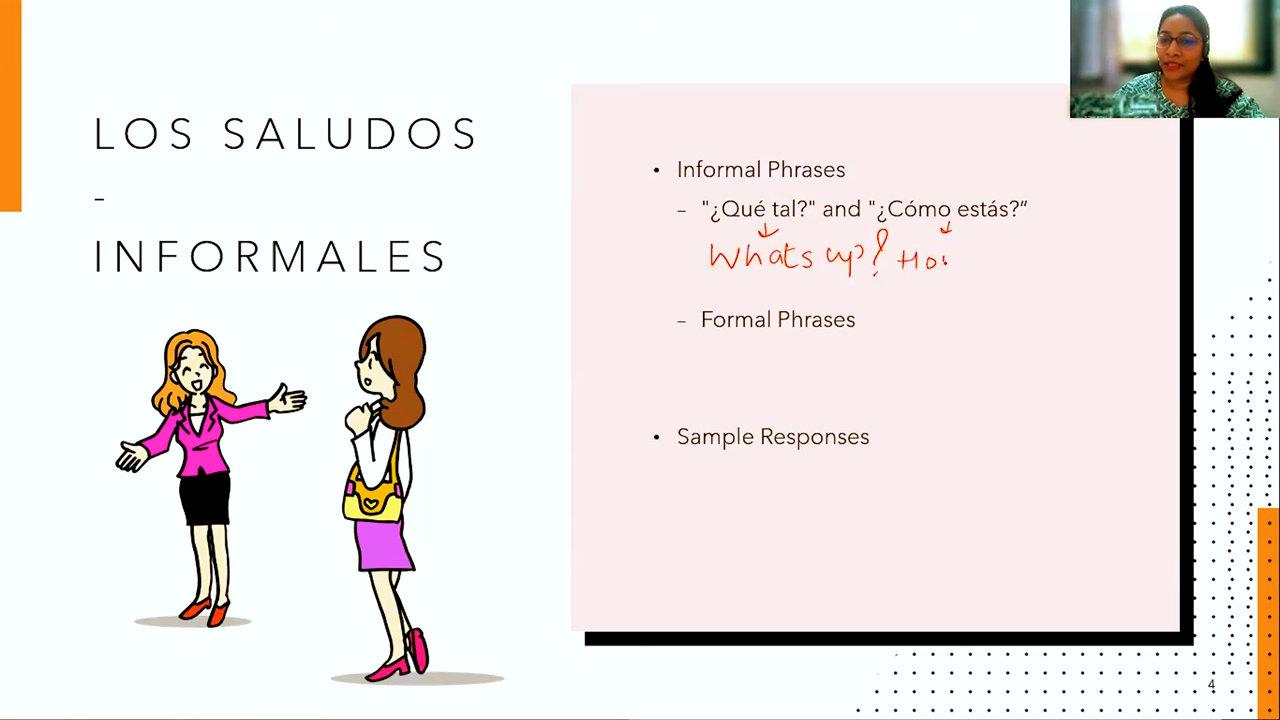 LOS SALUDOS
-
INFORMALES
• Informal Phrases
– "¿Qué tal?" and "¿Cómo estás?“
Whats up?
– Formal Phrases
• Sample Responses
4